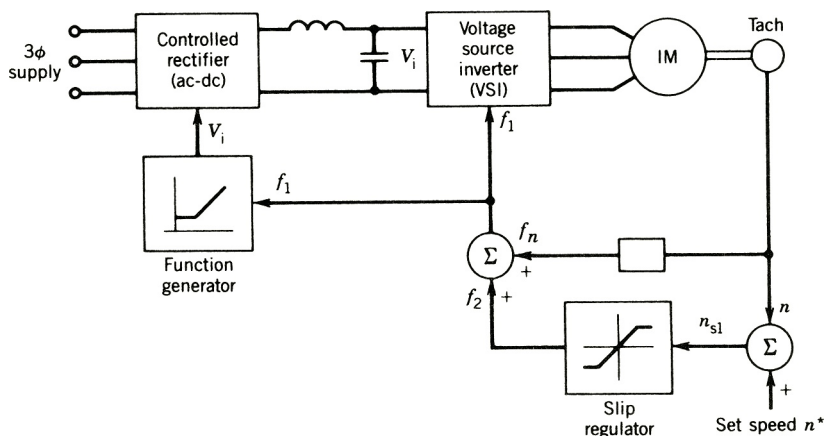 3ϕ
supply
Controlled
rectifier
(ac-dc)
V_i
Voltage
source
inverter
(VSI)
IM
Tach
V_i
f_1
f_1
Function
generator
Σ
f_n
+
f_2
+
Slip
regulator
n_sl
n
Σ
+
Set speed n*